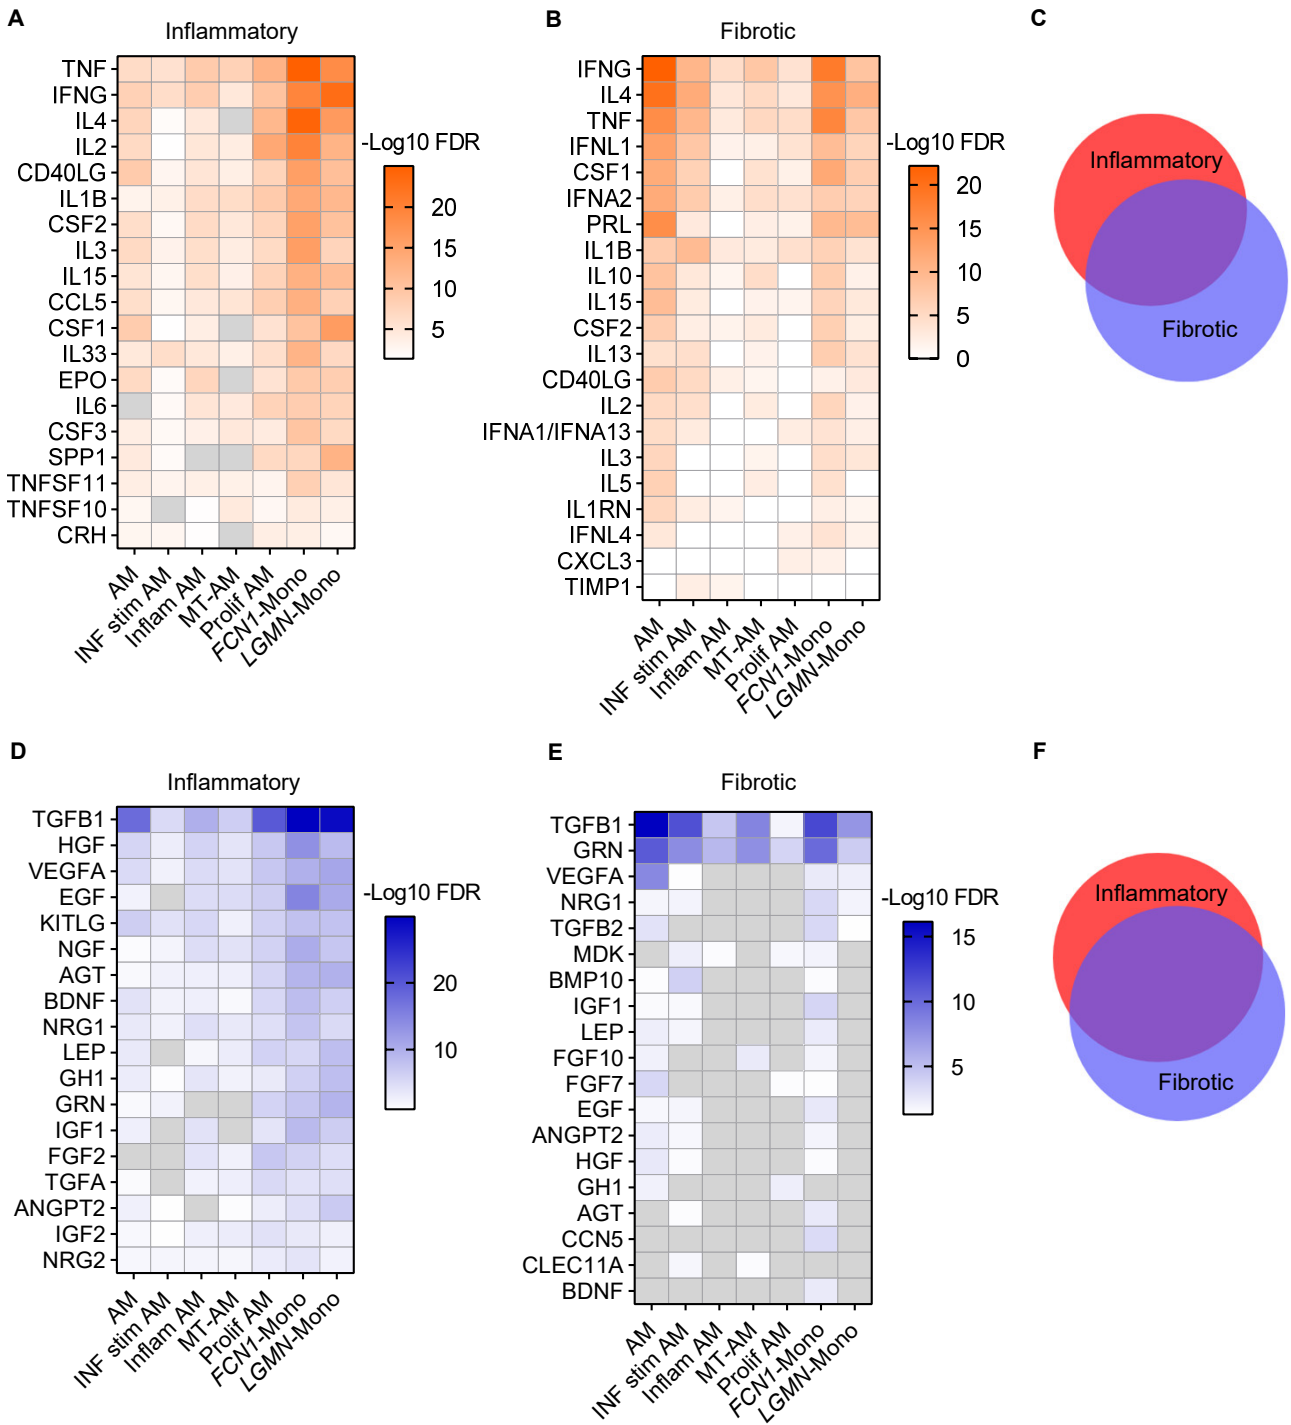 A
Inflammatory
TNF
IFNG
IL4
IL2
CD40LG
IL1B
CSF2
IL3
IL15
CCL5
CSF1
IL33
EPO
IL6
CSF3
SPP1
TNFSF11
TNFSF10
CRH
AM
INF stim AM
Inflam AM
MT-AM
Prolif AM
FCN1-Mono
LGMN-Mono
-Log10 FDR
20
15
10
5
B
Fibrotic
IFNG
IL4
TNF
IFNL1
CSF1
IFNA2
PRL
IL1B
IL10
IL15
CSF2
IL13
CD40LG
IL2
IFNA1/IFNA13
IL3
IL5
IL1RN
IFNL4
CXCL3
TIMP1
AM
INF stim AM
Inflam AM
MT-AM
Prolif AM
FCN1-Mono
LGMN-Mono
-Log10 FDR
20
15
10
5
0
C
Inflammatory
Fibrotic
D
Inflammatory
TGFB1
HGF
VEGFA
EGF
KITLG
NGF
AGT
BDNF
NRG1
LEP
GH1
GRN
IGF1
FGF2
TGFA
ANGPT2
IGF2
NRG2
AM
INF stim AM
Inflam AM
MT-AM
Prolif AM
FCN1-Mono
LGMN-Mono
-Log10 FDR
20
10
E
Fibrotic
TGFB1
GRN
VEGFA
NRG1
TGFB2
MDK
BMP10
IGF1
LEP
FGF10
FGF7
EGF
ANGPT2
HGF
GH1
AGT
CCN5
CLEC11A
BDNF
AM
INF stim AM
Inflam AM
MT-AM
Prolif AM
FCN1-Mono
LGMN-Mono
-Log10 FDR
15
10
5
F
Inflammatory
Fibrotic